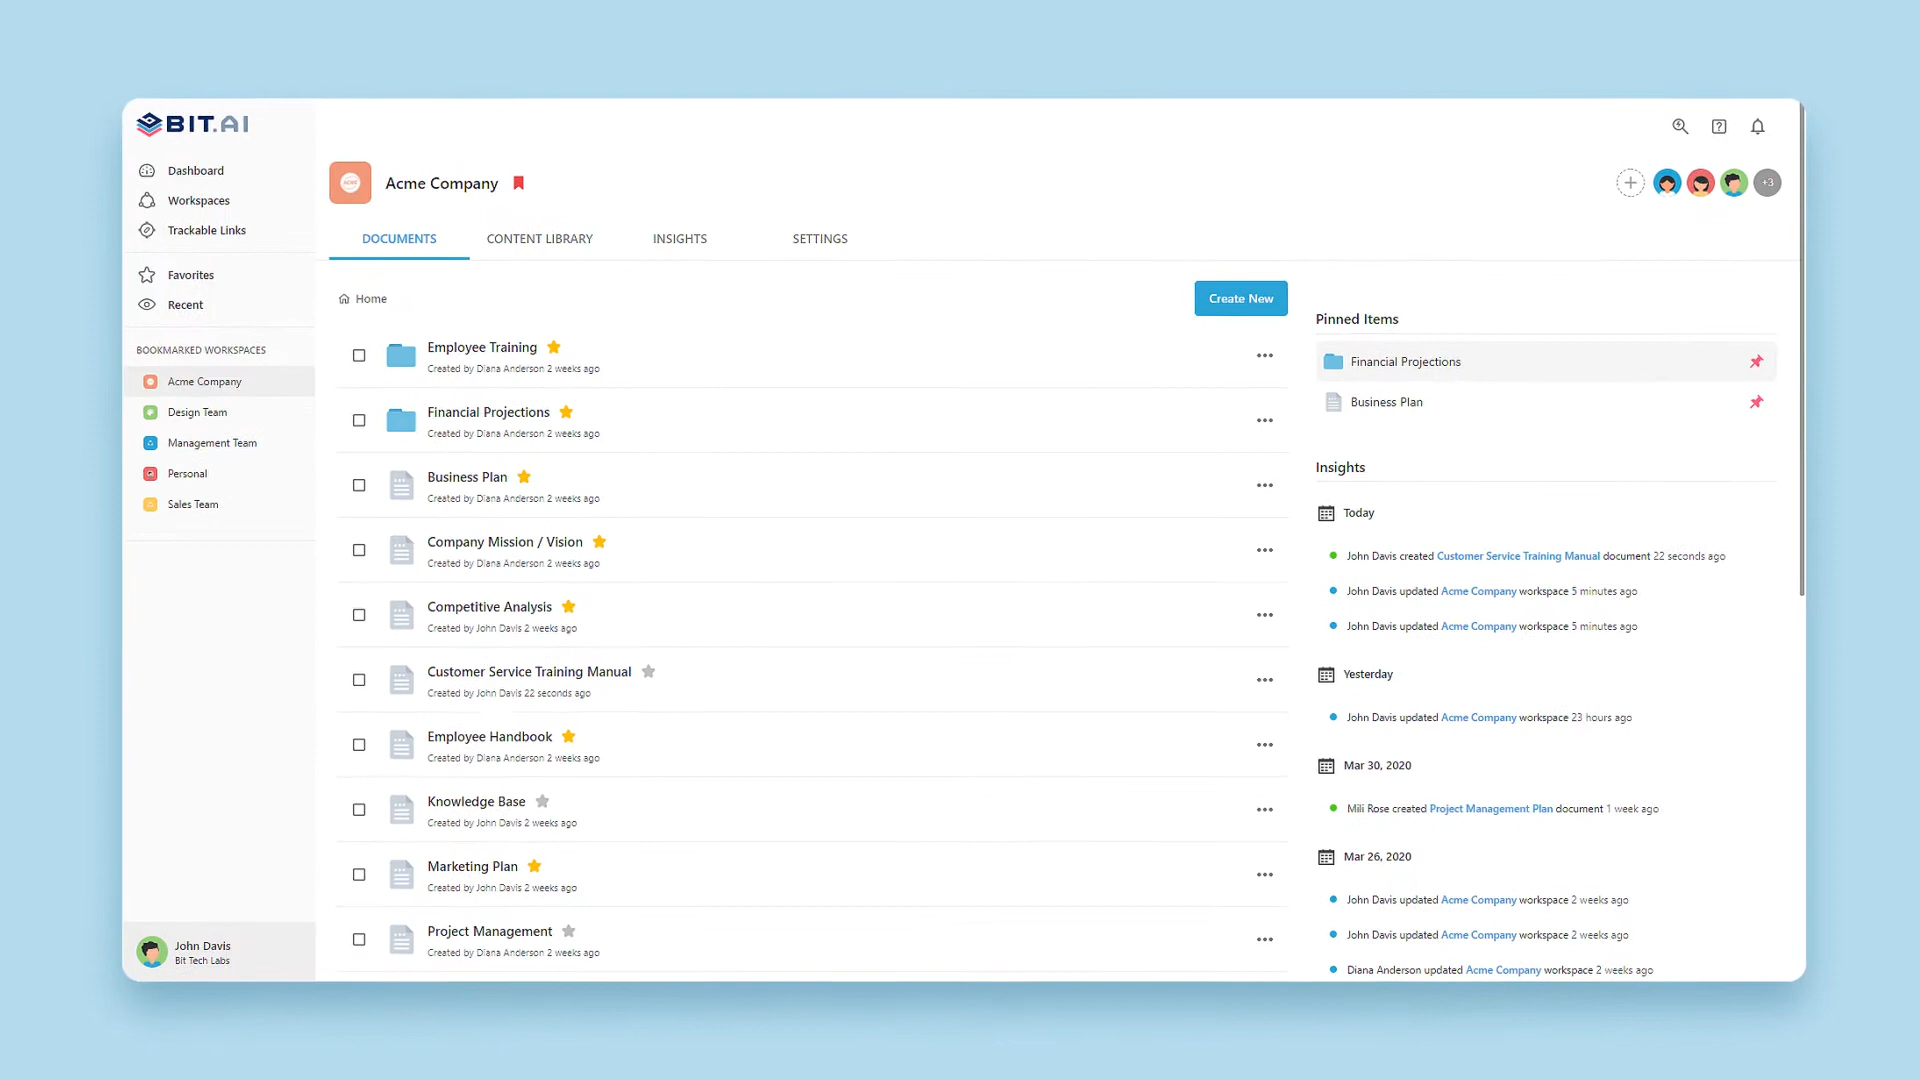 BIT.AI
Dashboard
Workspaces
Trackable Links
Favorites
Recent
BOOKMARKED WORKSPACES
Acme Company
Design Team
Management Team
Personal
Sales Team
John Davis
Bit Tech Labs
ACME
Acme Company
+3
DOCUMENTS
CONTENT LIBRARY
INSIGHTS
SETTINGS
Home
Create New
Employee Training
Created by Diana Anderson 2 weeks ago
Financial Projections
Created by Diana Anderson 2 weeks ago
Business Plan
Created by Diana Anderson 2 weeks ago
Company Mission / Vision
Created by Diana Anderson 2 weeks ago
Competitive Analysis
Created by John Davis 2 weeks ago
Customer Service Training Manual
Created by John Davis 22 seconds ago
Employee Handbook
Created by Diana Anderson 2 weeks ago
Knowledge Base
Created by John Davis 2 weeks ago
Marketing Plan
Created by John Davis 2 weeks ago
Project Management
Created by Diana Anderson 2 weeks ago
Pinned Items
Financial Projections
Business Plan
Insights
Today
John Davis created Customer Service Training Manual document 22 seconds ago
John Davis updated Acme Company workspace 5 minutes ago
John Davis updated Acme Company workspace 5 minutes ago
Yesterday
John Davis updated Acme Company workspace 23 hours ago
Mar 30, 2020
Mili Rose created Project Management Plan document 1 week ago
Mar 26, 2020
John Davis updated Acme Company workspace 2 weeks ago
John Davis updated Acme Company workspace 2 weeks ago
Diana Anderson updated Acme Company workspace 2 weeks ago